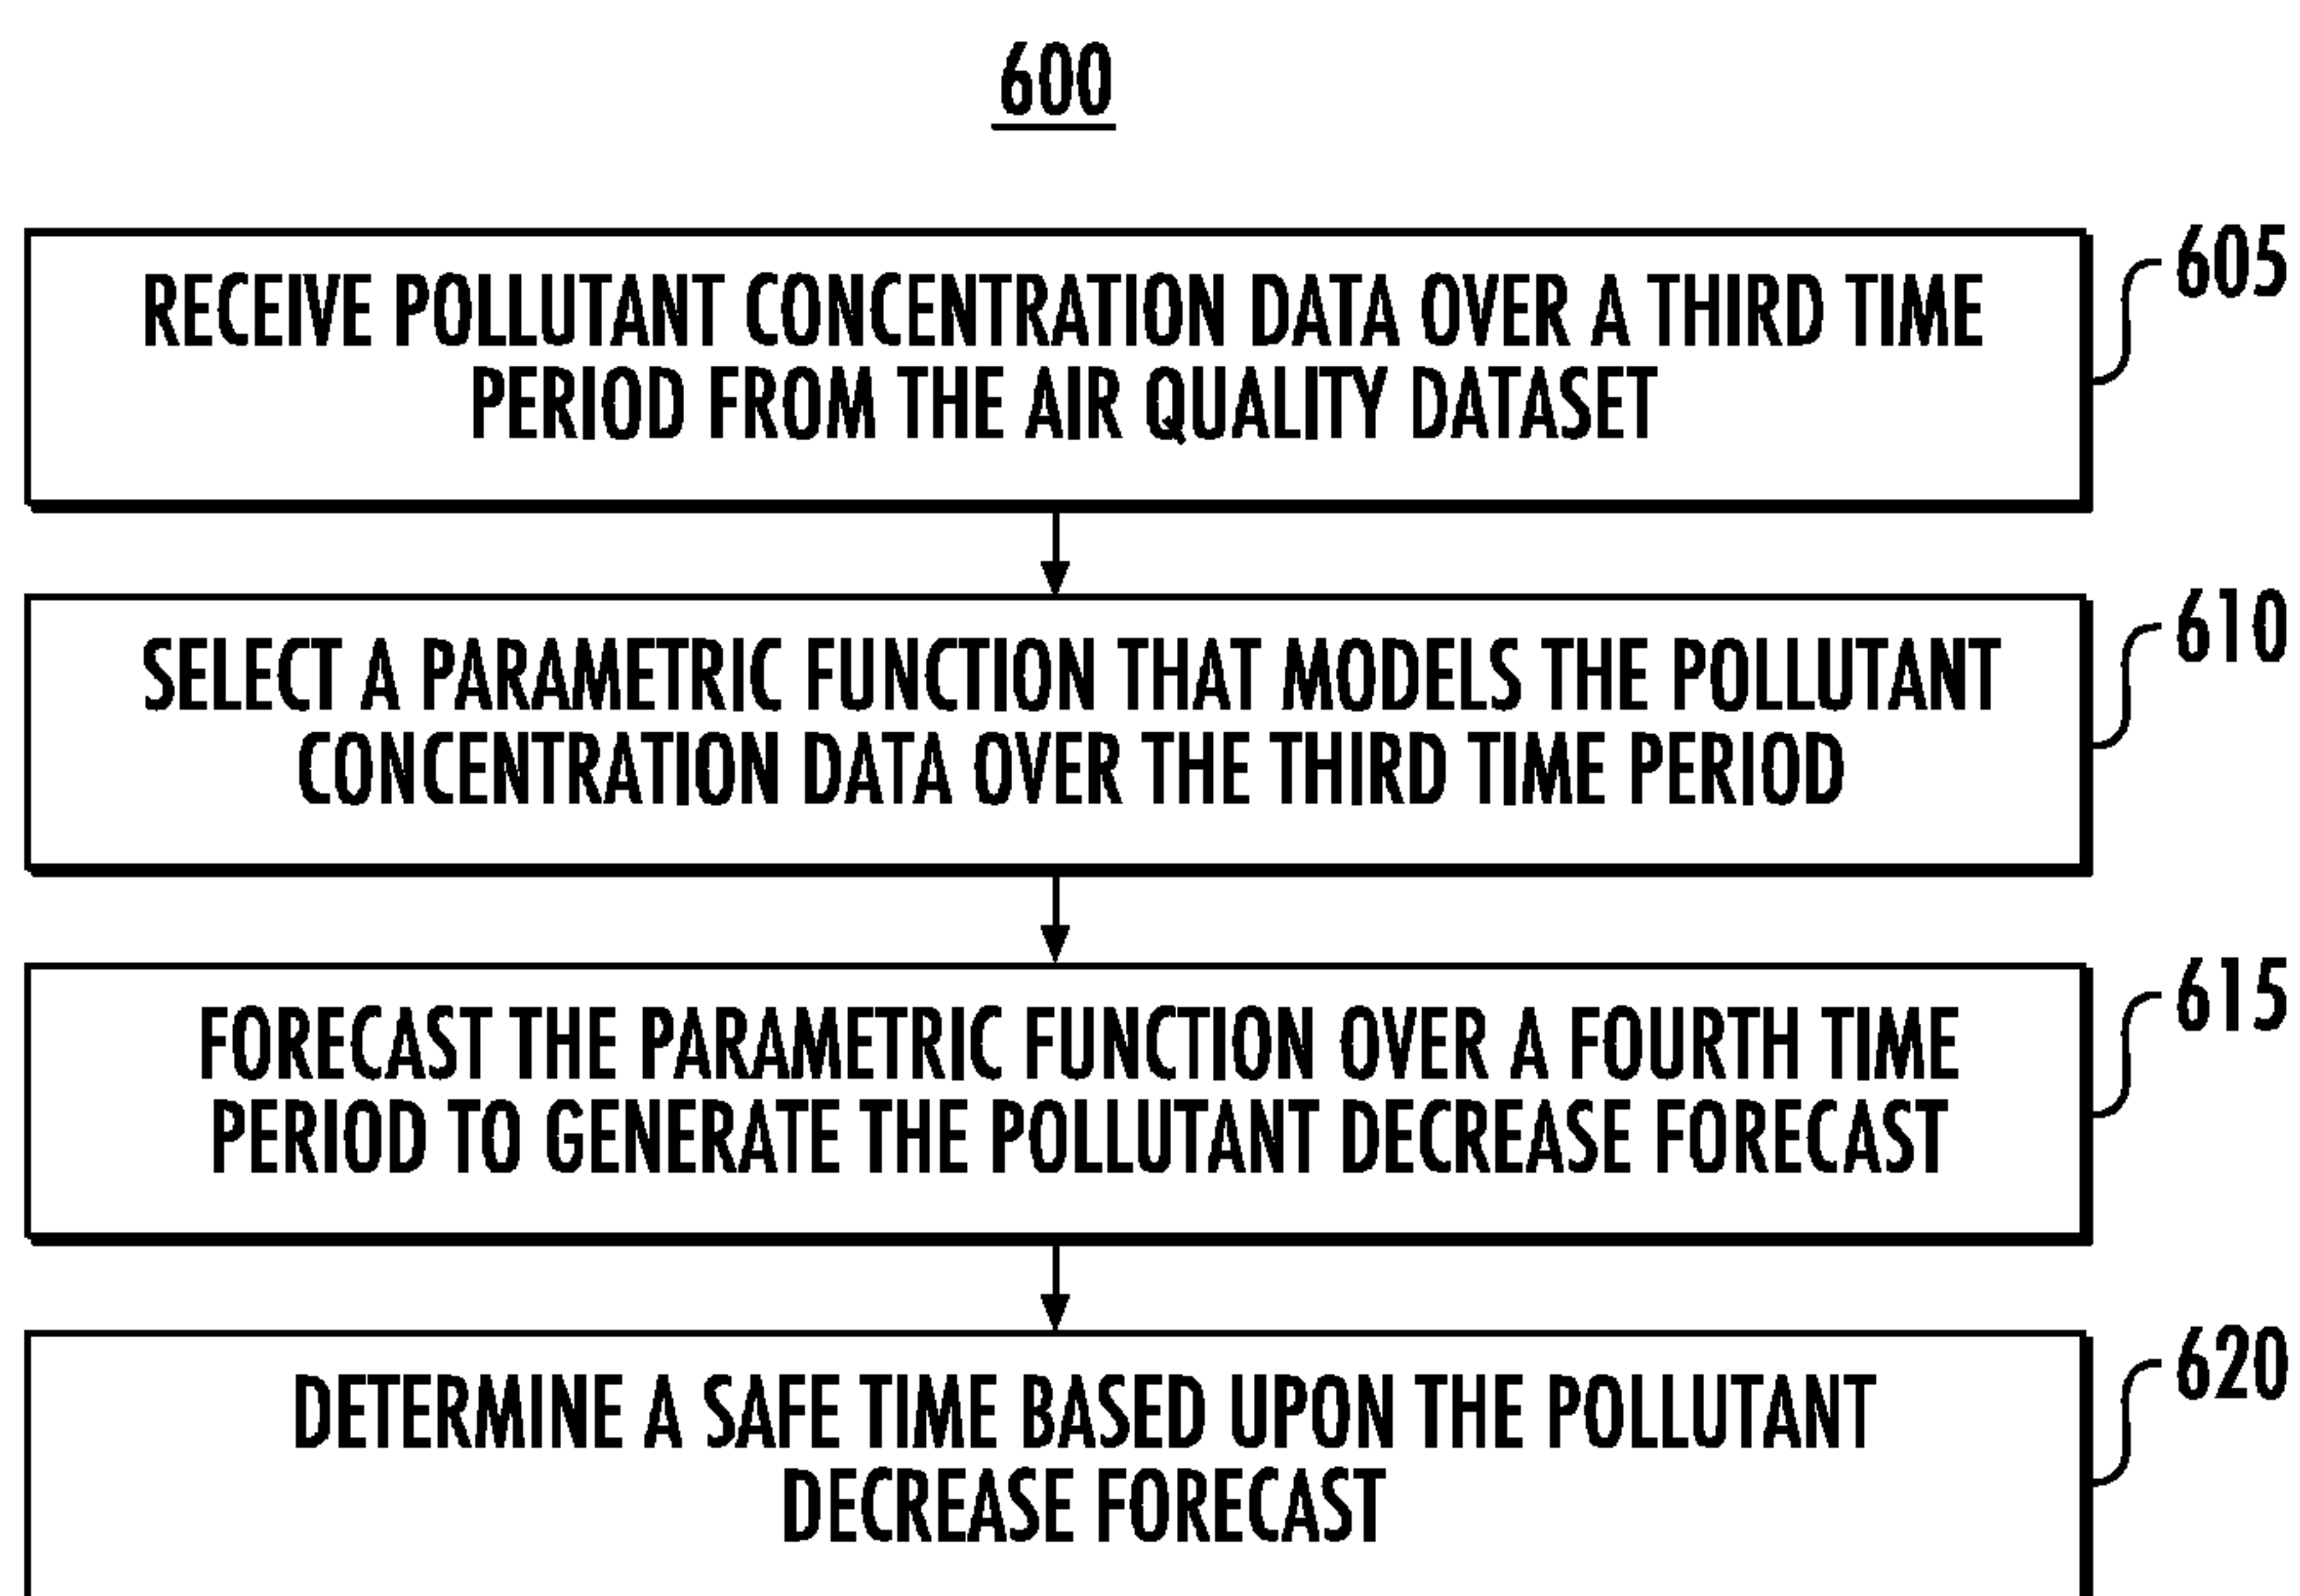 600
RECEIVE POLLUTANT CONCENTRATION DATA OVER A THIRD TIME
PERIOD FROM THE AIR QUALITY DATASET
605
SELECT A PARAMETRIC FUNCTION THAT MODELS THE POLLUTANT
CONCENTRATION DATA OVER THE THIRD TIME PERIOD
610
FORECAST THE PARAMETRIC FUNCTION OVER A FOURTH TIME
PERIOD TO GENERATE THE POLLUTANT DECREASE FORECAST
615
DETERMINE A SAFE TIME BASED UPON THE POLLUTANT
DECREASE FORECAST
620